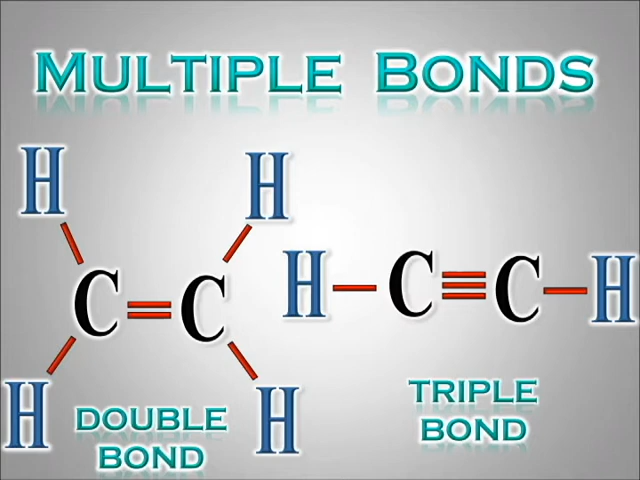 MULTIPLE BONDS
H H
H C C H
C C
H H
DOUBLE BOND
TRIPLE BOND